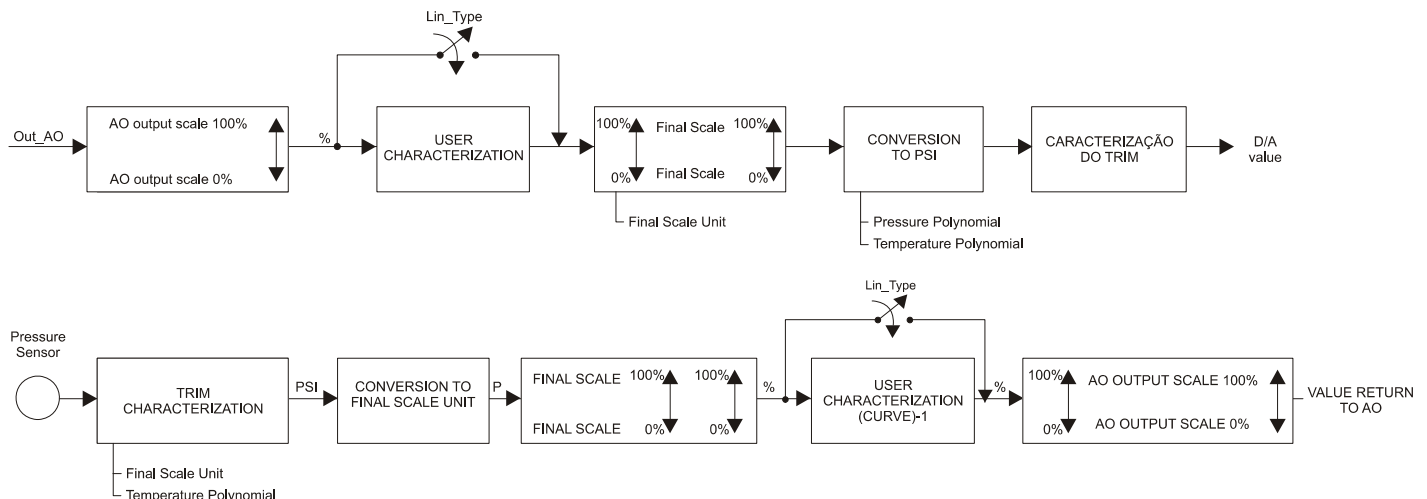 Lin_Type
Out_AO
AO output scale 100%
AO output scale 0%
%
USER
CHARACTERIZATION
100% Final Scale 100%
0% Final Scale 0%
Final Scale Unit
CONVERSION
TO PSI
Pressure Polynomial
Temperature Polynomial
CARACTERIZAÇÃO
DO TRIM
D/A
value
Lin_Type
Pressure
Sensor
TRIM
CHARACTERIZATION
Final Scale Unit
Temperature Polynomial
PSI
CONVERSION TO
FINAL SCALE UNIT
P
FINAL SCALE 100% 100%
FINAL SCALE 0% 0%
%
USER
CHARACTERIZATION
(CURVE)-1
%
100% AO OUTPUT SCALE 100%
0% AO OUTPUT SCALE 0%
VALUE RETURN
TO AO